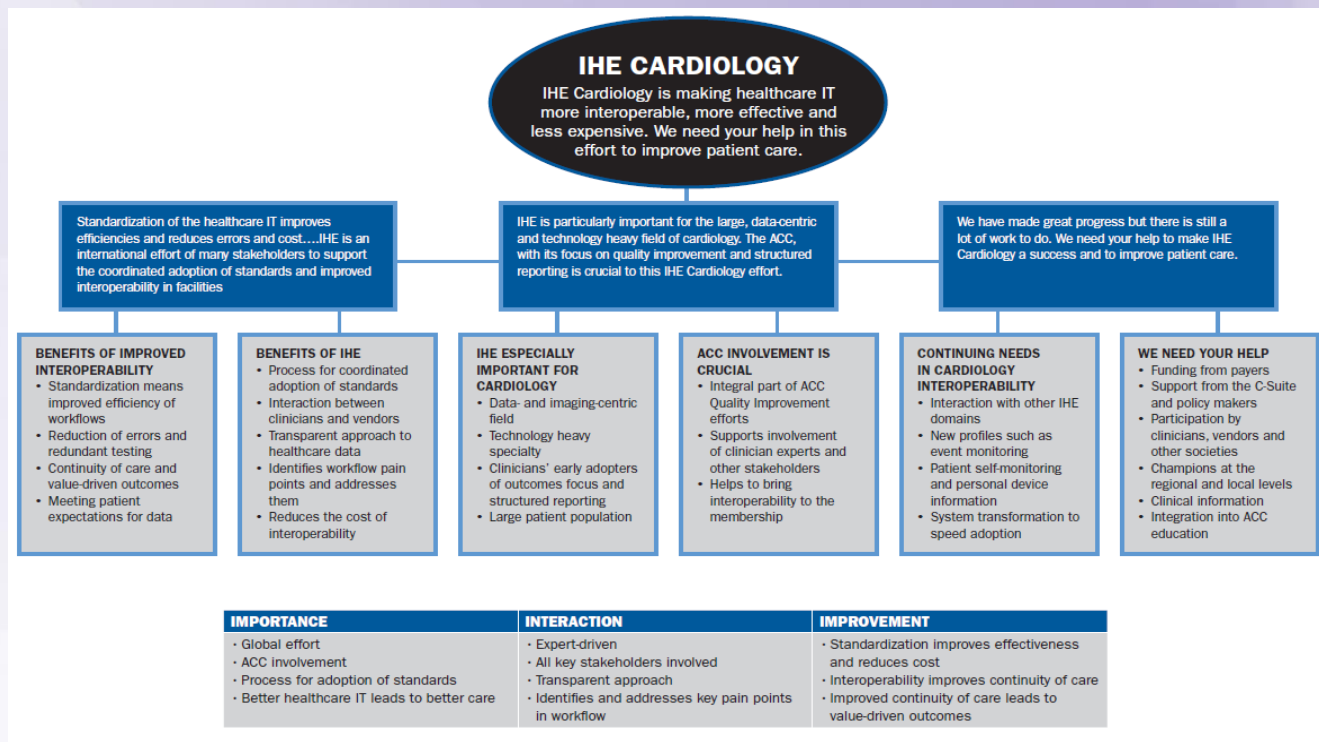 IHE CARDIOLOGY
IHE Cardiology is making healthcare IT
more interoperable, more effective and
less expensive. We need your help in this
effort to improve patient care.
Standardization of the healthcare IT improves
efficiencies and reduces errors and cost....IHE is an
international effort of many stakeholders to support
the coordinated adoption of standards and improved
interoperability in facilities
IHE is particularly important for the large, data-centric
and technology heavy field of cardiology. The ACC,
with its focus on quality improvement and structured
reporting is crucial to this IHE Cardiology effort.
We have made great progress but there is still a
lot of work to do. We need your help to make IHE
Cardiology a success and to improve patient care.
BENEFITS OF IMPROVED
INTEROPERABILITY
• Standardization means
improved efficiency of
workflows
• Reduction of errors and
redundant testing
• Continuity of care and
value-driven outcomes
• Meeting patient
expectations for data
BENEFITS OF IHE
• Process for coordinated
adoption of standards
• Interaction between
clinicians and vendors
• Transparent approach to
healthcare data
• Identifies workflow pain
points and addresses
them
• Reduces the cost of
interoperability
IHE ESPECIALLY
IMPORTANT FOR
CARDIOLOGY
• Data- and imaging-centric
field
• Technology heavy
specialty
• Clinicians' early adopters
of outcomes focus and
structured reporting
• Large patient population
ACC INVOLVEMENT IS
CRUCIAL
• Integral part of ACC
Quality Improvement
efforts
• Supports involvement
of clinician experts and
other stakeholders
• Helps to bring
interoperability to the
membership
CONTINUING NEEDS
IN CARDIOLOGY
INTEROPERABILITY
• Interaction with other IHE
domains
• New profiles such as
event monitoring
• Patient self-monitoring
and personal device
information
• System transformation to
speed adoption
WE NEED YOUR HELP
• Funding from payers
• Support from the C-Suite
and policy makers
• Participation by
clinicians, vendors and
other societies
• Champions at the
regional and local levels
• Clinical information
• Integration into ACC
education
IMPORTANCE
· Global effort
· ACC involvement
· Process for adoption of standards
· Better healthcare IT leads to better care
INTERACTION
· Expert-driven
· All key stakeholders involved
· Transparent approach
· Identifies and addresses key pain points
in workflow
IMPROVEMENT
· Standardization improves effectiveness
and reduces cost
· Interoperability improves continuity of care
· Improved continuity of care leads to
value-driven outcomes